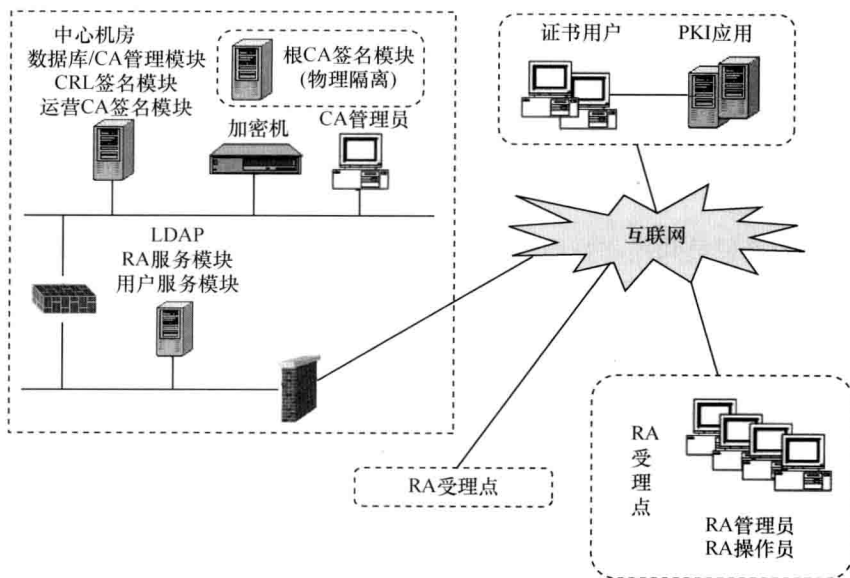 中心机房
数据库/CA管理模块
CRL签名模块
运营CA签名模块
根CA签名模块
(物理隔离)
加密机
CA管理员
LDAP
RA服务模块
用户服务模块
证书用户
PKI应用
互联网
RA受理点
RA
受
理
点
RA管理员
RA操作员